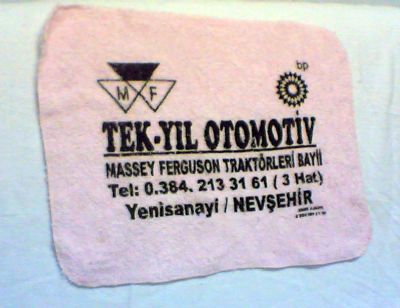 bp
M F
TEK-YIL OTOMOTİV
MASSEY FERGUSON TRAKTÖRLERİ BAYİİ
Tel: 0.384. 213 31 61 ( 3 Hat)
Yenisanayi / NEVŞEHİR